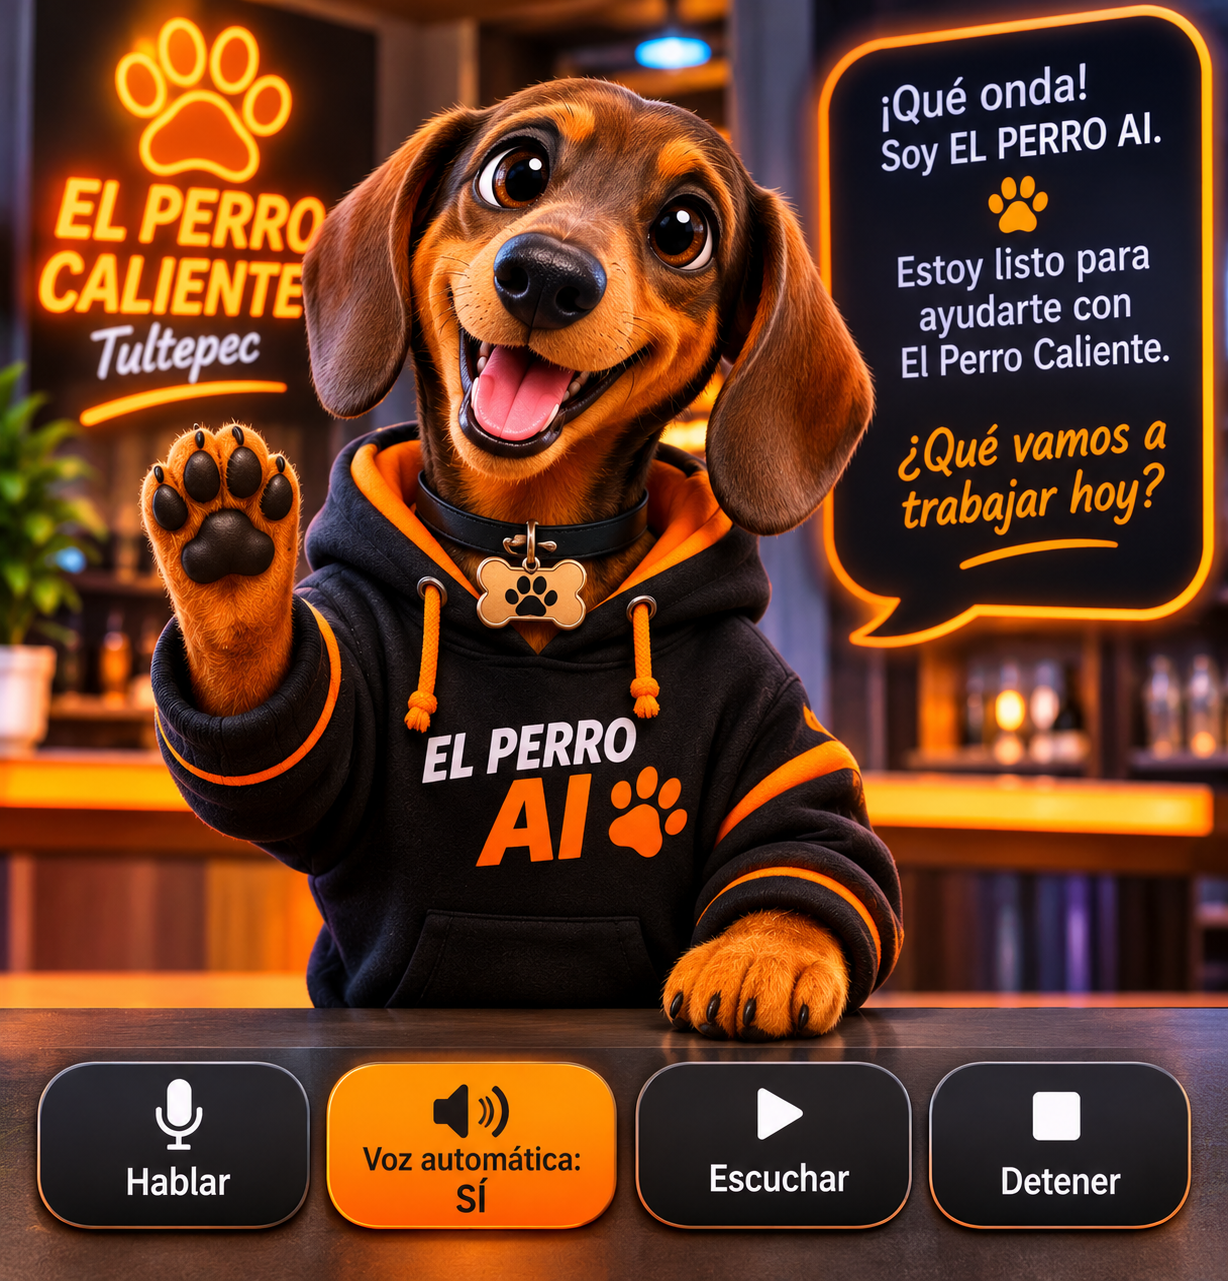 EL PERRO
CALIENTE
Tultepec
¡Qué onda!
Soy EL PERRO AI.
Estoy listo para
ayudarte con
El Perro Caliente.
¿Qué vamos a
trabajar hoy?
EL PERRO
AI
Hablar
Voz automática:
SÍ
Escuchar
Detener